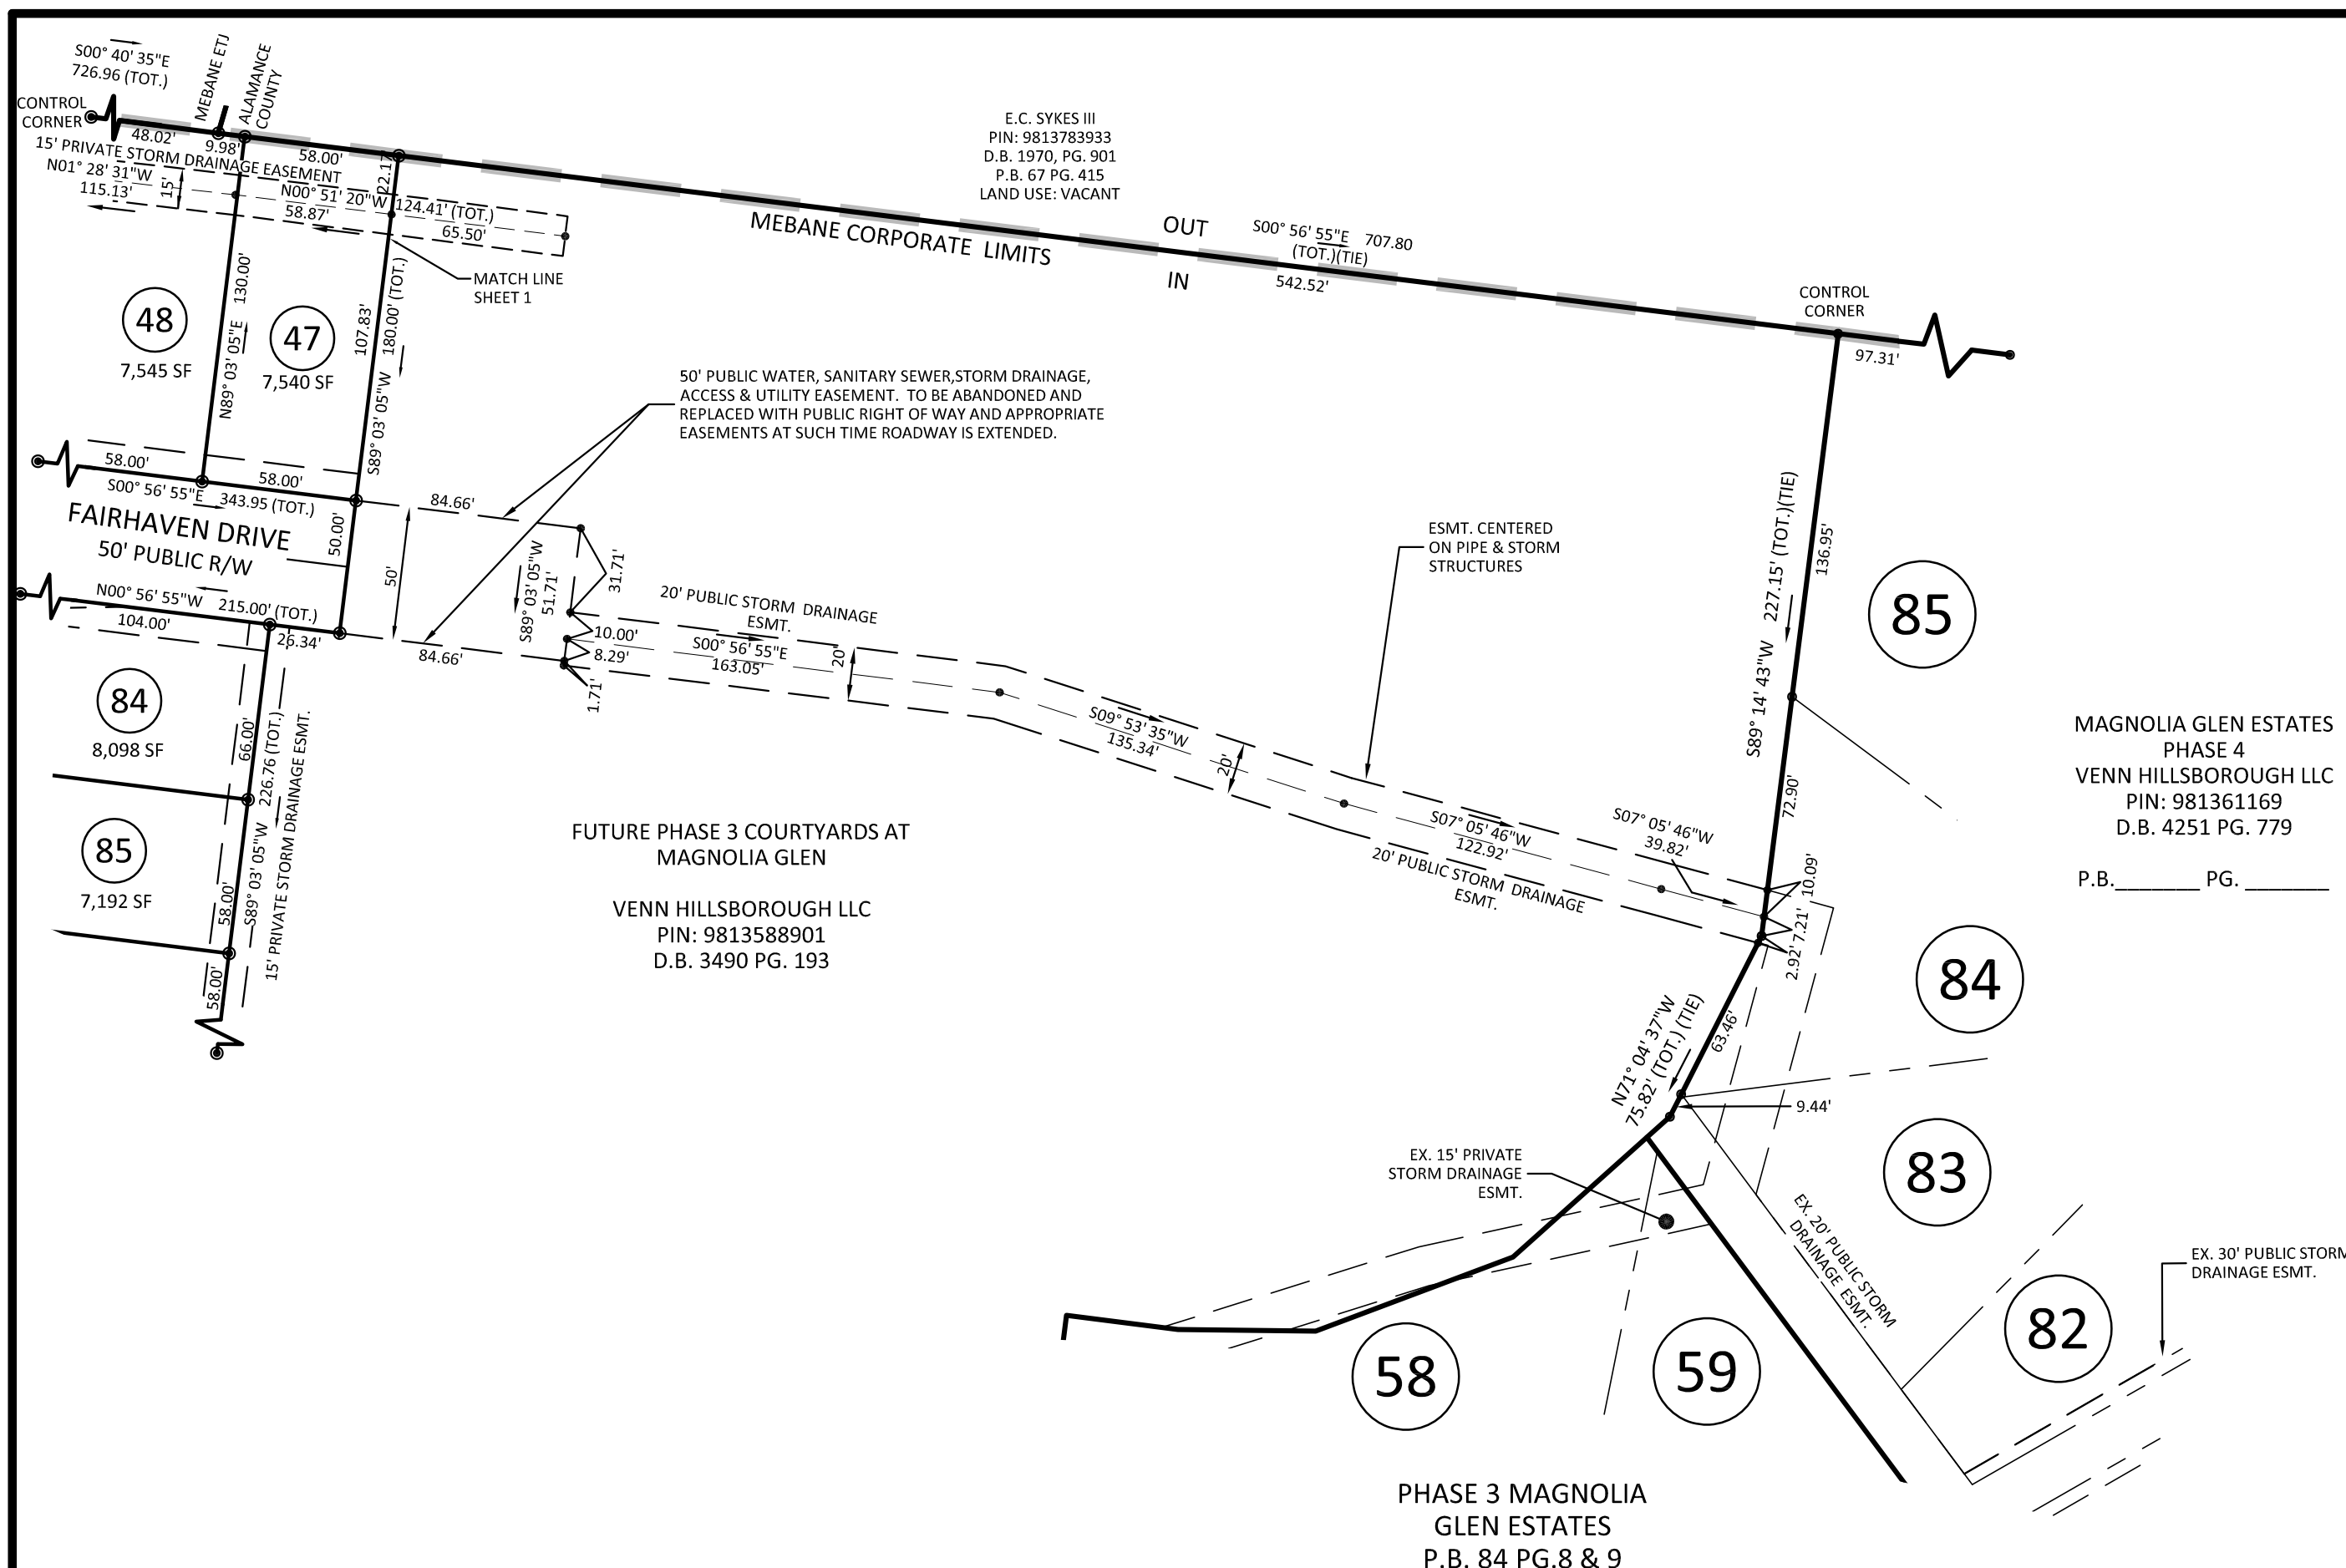 S00° 40' 35"E
726.96 (TOT.)
MEBANE ETJ
ALAMANCE
COUNTY
CONTROL
CORNER
48.02'
9.98'
58.00'
15' PRIVATE STORM DRAINAGE EASEMENT
N01° 28' 31"W
115.13'
15'
N00° 51' 20"W 124.41' (TOT.)
58.87'
65.50'
22.17'
MATCH LINE
SHEET 1
E.C. SYKES III
PIN: 9813783933
D.B. 1970, PG. 901
P.B. 67 PG. 415
LAND USE: VACANT
MEBANE CORPORATE LIMITS
OUT
IN
S00° 56' 55"E 707.80
(TOT.)(TIE)
542.52'
CONTROL
CORNER
97.31'
48
7,545 SF
N89° 03' 05"E 130.00'
47
7,540 SF
107.83'
S89° 03' 05"W 180.00' (TOT.)
50' PUBLIC WATER, SANITARY SEWER,STORM DRAINAGE,
ACCESS & UTILITY EASEMENT. TO BE ABANDONED AND
REPLACED WITH PUBLIC RIGHT OF WAY AND APPROPRIATE
EASEMENTS AT SUCH TIME ROADWAY IS EXTENDED.
58.00'
58.00'
S00° 56' 55"E 343.95 (TOT.)
84.66'
FAIRHAVEN DRIVE
50' PUBLIC R/W
50.00'
50'
N00° 56' 55"W 215.00' (TOT.)
104.00'
26.34'
84.66'
S89° 03' 05"W
51.71'
31.71'
10.00'
8.29'
1.71'
20' PUBLIC STORM DRAINAGE
ESMT.
S00° 56' 55"E
163.05'
20'
ESMT. CENTERED
ON PIPE & STORM
STRUCTURES
S09° 53' 35"W
135.34'
20'
S07° 05' 46"W
122.92'
20' PUBLIC STORM DRAINAGE
ESMT.
S07° 05' 46"W
39.82'
S89° 14' 43"W 227.15' (TOT.)(TIE)
136.95'
72.90'
10.09'
7.21'
2.92'
85
MAGNOLIA GLEN ESTATES
PHASE 4
VENN HILLSBOROUGH LLC
PIN: 981361169
D.B. 4251 PG. 779
P.B._______ PG. _______
84
8,098 SF
66.00'
S89° 03' 05"W 226.76 (TOT.)
15' PRIVATE STORM DRAINAGE ESMT.
85
7,192 SF
58.00'
58.00'
FUTURE PHASE 3 COURTYARDS AT
MAGNOLIA GLEN
VENN HILLSBOROUGH LLC
PIN: 9813588901
D.B. 3490 PG. 193
84
N71° 04' 37"W
75.82' (TOT.) (TIE)
63.46'
9.44'
83
EX. 15' PRIVATE
STORM DRAINAGE
ESMT.
EX. 20' PUBLIC STORM
DRAINAGE ESMT.
EX. 30' PUBLIC STORM
DRAINAGE ESMT.
82
58
59
PHASE 3 MAGNOLIA
GLEN ESTATES
P.B. 84 PG.8 & 9